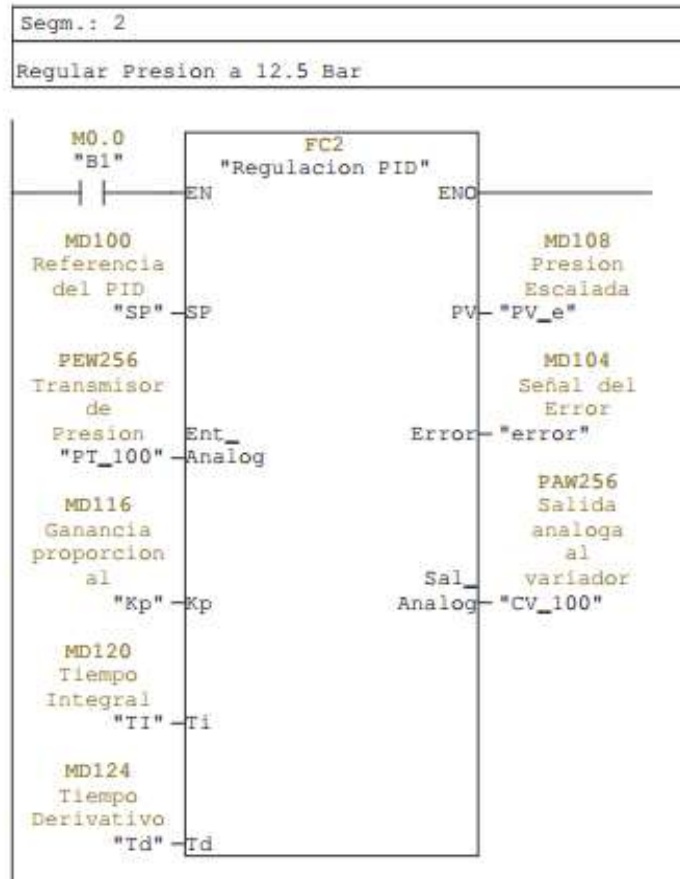 Segm.: 2
Regular Presion a 12.5 Bar
M0.0
"B1"
FC2
"Regulacion PID"
EN
ENO
MD100
Referencia
del PID
"SP"
SP
MD108
Presion
Escalada
PV
"PV_e"
PEW256
Transmisor
de
Presion
"PT_100"
Ent_
Analog
MD104
Señal del
Error
Error
"error"
MD116
Ganancia
proporcion
al
"Kp"
Kp
PAW256
Salida
analoga
al
variador
Sal_
Analog
"CV_100"
MD120
Tiempo
Integral
"TI"
Ti
MD124
Tiempo
Derivativo
"Td"
Td